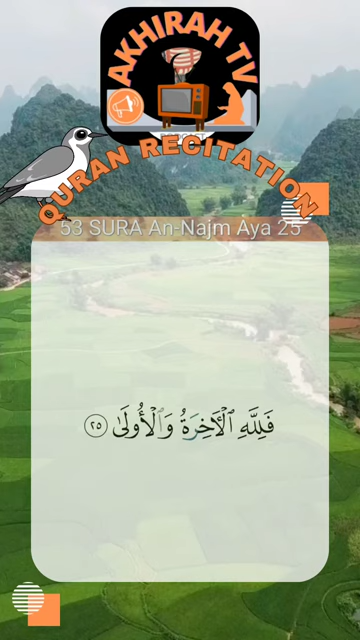 AKHIRAH TV
QURAN RECITATION
53 SURA An-Najm Aya 25
فَلِلَّهِ ٱلْـَٔاخِرَةُ وَٱلْأُولَىٰ ٢٥